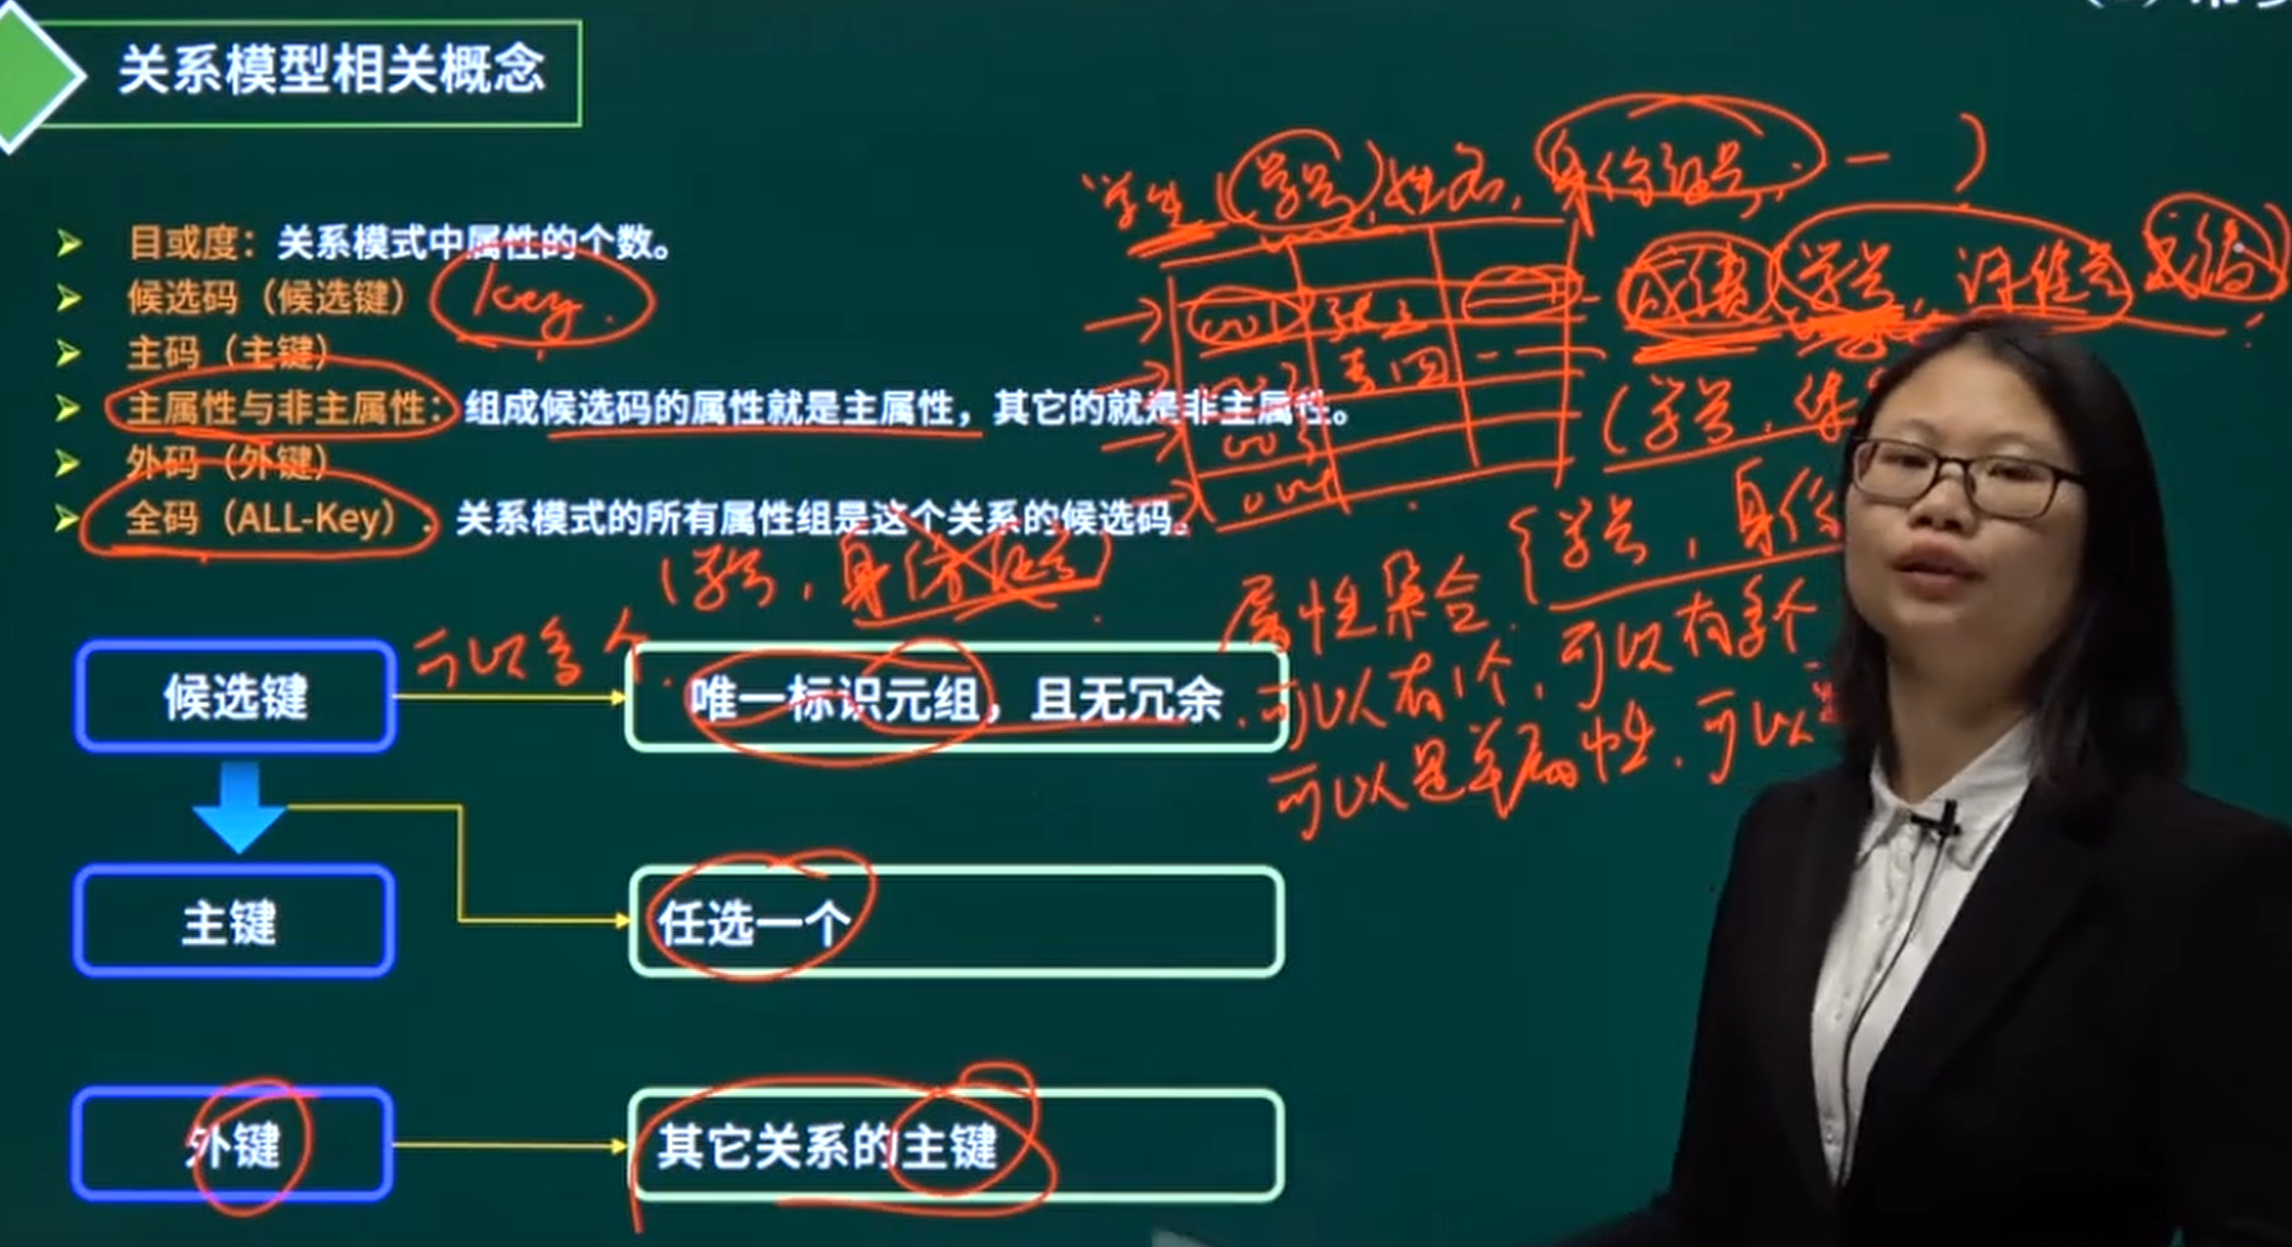 关系模型相关概念
目或度：关系模式中属性的个数。
候选码（候选键）
key.
主码（主键）
主属性与非主属性：组成候选码的属性就是主属性，其它的就是非主属性。
外码（外键）
全码（ALL-Key）：关系模式的所有属性组是这个关系的候选码。
学生（学号，姓名，身份证号，— ）
001 张三
李四
003
成绩（学号，课程号 成绩）
（学号，
（学号，身份证号）
属性集合.
{学号，身份
可以有1个，可以有多个
可以是单属性，可以
候选键
可以多个.
唯一标识元组，且无冗余
主键
任选一个
外键
其它关系的主键